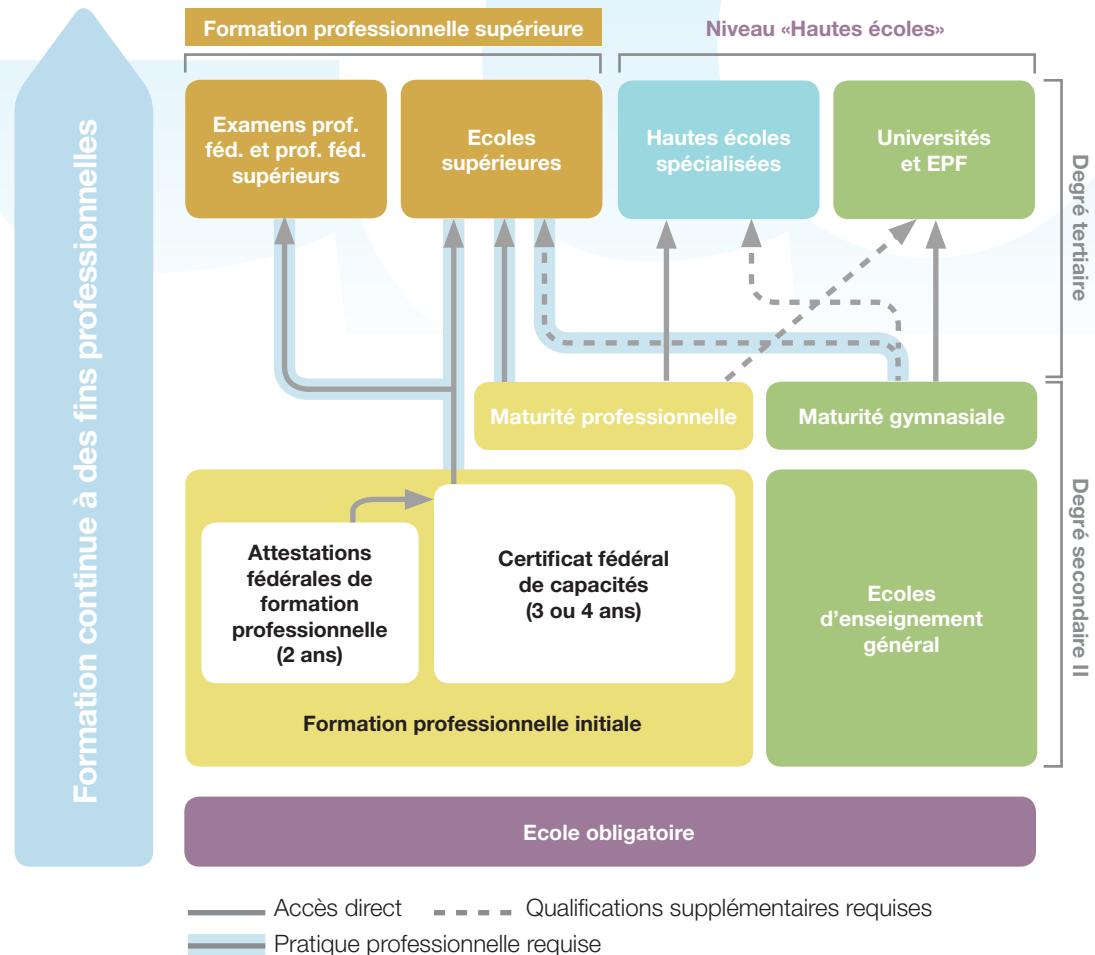 Formation professionnelle supérieure
Niveau «Hautes écoles»
Formation continue à des fins professionnelles
Examens prof.
féd. et prof. féd.
supérieurs
Ecoles
supérieures
Hautes écoles
spécialisées
Universités
et EPF
Degré tertiaire
Maturité professionnelle
Maturité gymnasiale
Attestations
fédérales de
formation
professionnelle
(2 ans)
Certificat fédéral
de capacités
(3 ou 4 ans)
Formation professionnelle initiale
Ecoles
d’enseignement
général
Degré secondaire II
Ecole obligatoire
Accès direct
Qualifications supplémentaires requises
Pratique professionnelle requise